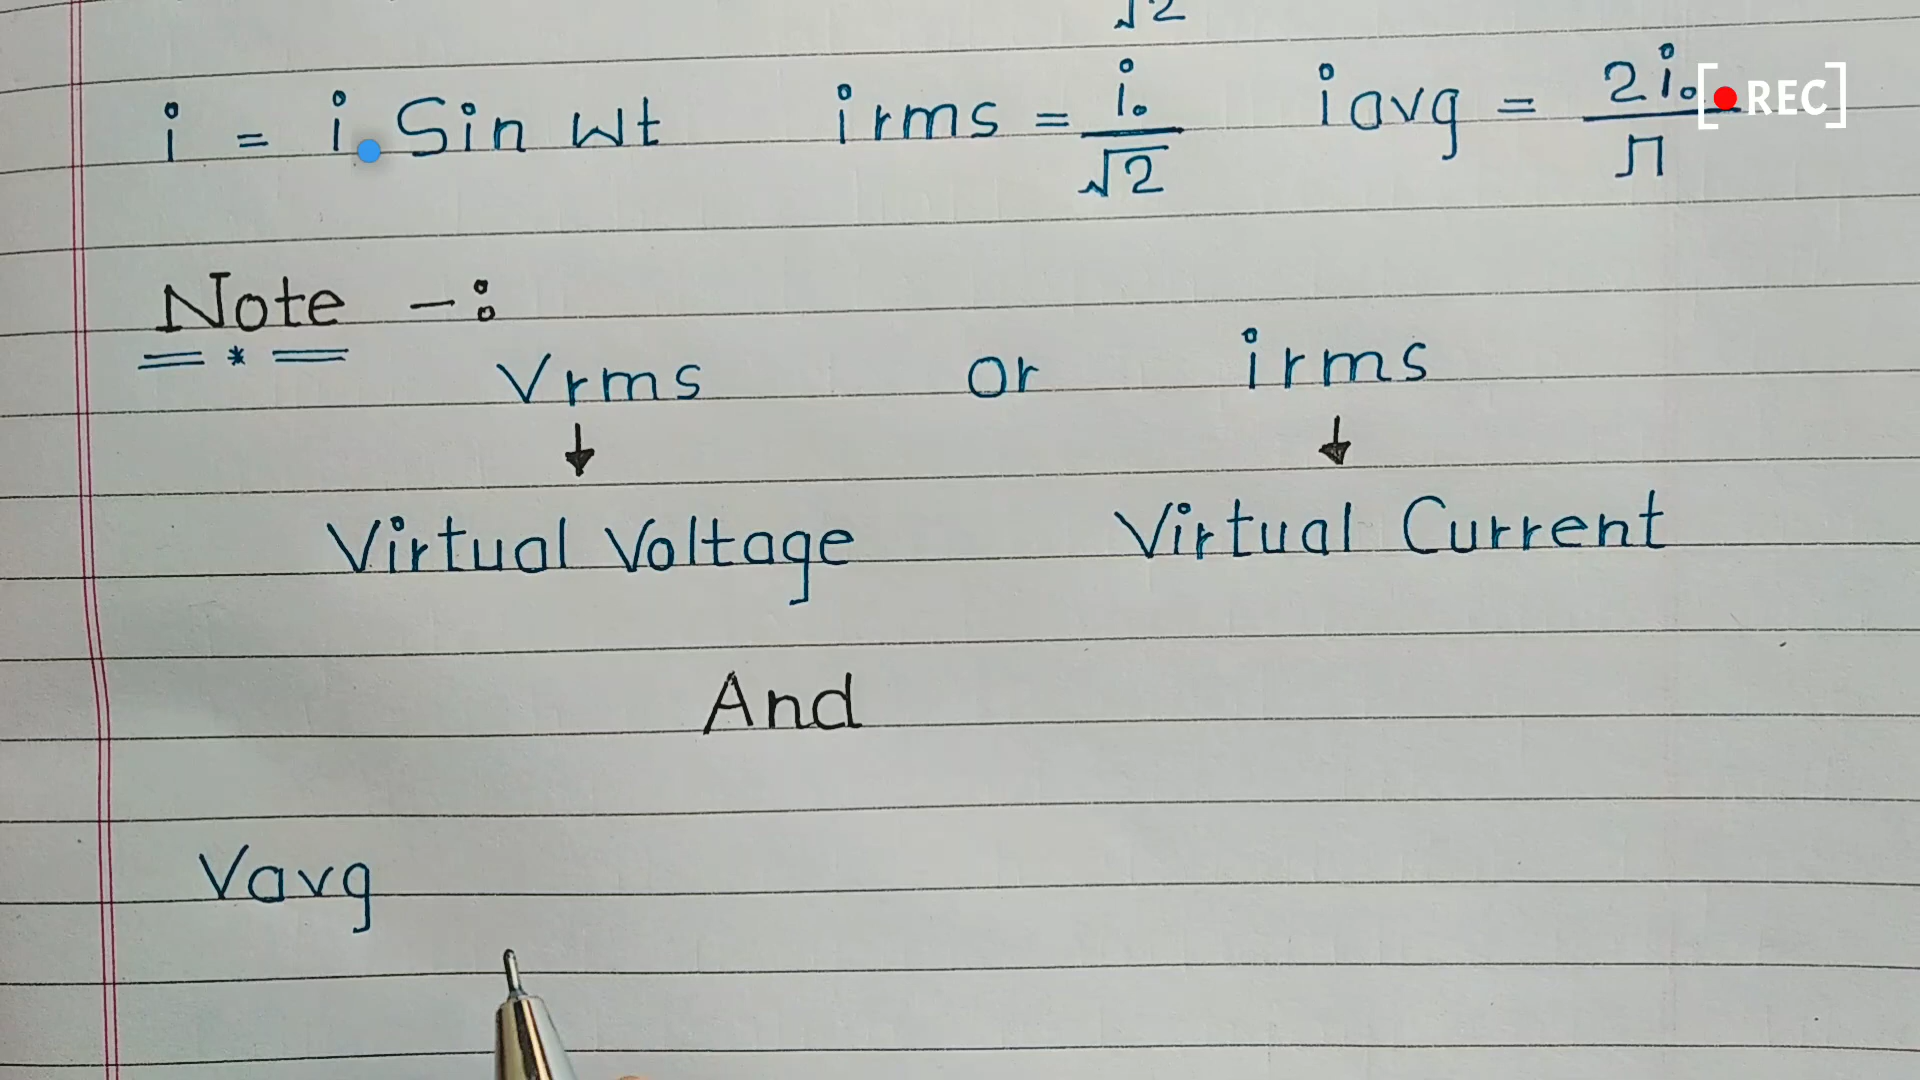 √2
i = i₀ Sin ωt irms = i₀/√2 iavg = 2i₀/π
[REC]
Note -:
Vrms or irms
↓ ↓
Virtual Voltage Virtual Current
And
Vavg